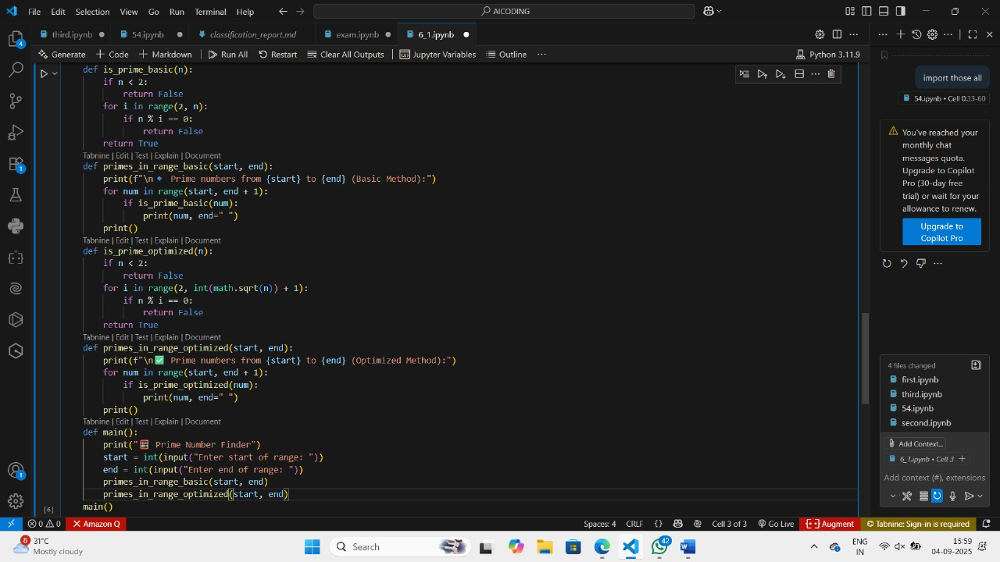 File Edit Selection View Go Run Terminal Help
AICODING
third.ipynb
54.ipynb
classification_report.md
exam.ipynb
6_1.ipynb
Generate + Code + Markdown Run All Restart Clear All Outputs Jupyter Variables Outline ...
Python 3.11.9
def is_prime_basic(n):
    if n < 2:
        return False
    for i in range(2, n):
        if n % i == 0:
            return False
    return True
Tabnine | Edit | Test | Explain | Document
def primes_in_range_basic(start, end):
    print(f"\n🔹 Prime numbers from {start} to {end} (Basic Method):")
    for num in range(start, end + 1):
        if is_prime_basic(num):
            print(num, end=" ")
    print()
Tabnine | Edit | Test | Explain | Document
def is_prime_optimized(n):
    if n < 2:
        return False
    for i in range(2, int(math.sqrt(n)) + 1):
        if n % i == 0:
            return False
    return True
Tabnine | Edit | Test | Explain | Document
def primes_in_range_optimized(start, end):
    print(f"\n✅ Prime numbers from {start} to {end} (Optimized Method):")
    for num in range(start, end + 1):
        if is_prime_optimized(num):
            print(num, end=" ")
    print()
Tabnine | Edit | Test | Explain | Document
def main():
    print("🧮 Prime Number Finder")
    start = int(input("Enter start of range: "))
    end = int(input("Enter end of range: "))
    primes_in_range_basic(start, end)
    primes_in_range_optimized(start, end)
main()
[6]
import those all
54.ipynb • Cell 0:33-60
You've reached your
monthly chat
messages quota.
Upgrade to Copilot
Pro (30-day free
trial) or wait for your
allowance to renew.
Upgrade to
Copilot Pro
4 files changed
first.ipynb
third.ipynb
54.ipynb
second.ipynb
Add Context...
6_1.ipynb • Cell 3 +
Add context (#), extensions
4
1
1
0 0 Amazon Q
Spaces: 4 CRLF {} Cell 3 of 3 Go Live Augment Tabnine: Sign-in is required
8
31°C
Mostly cloudy
Search
42
ENG
IN
15:59
04-09-2025